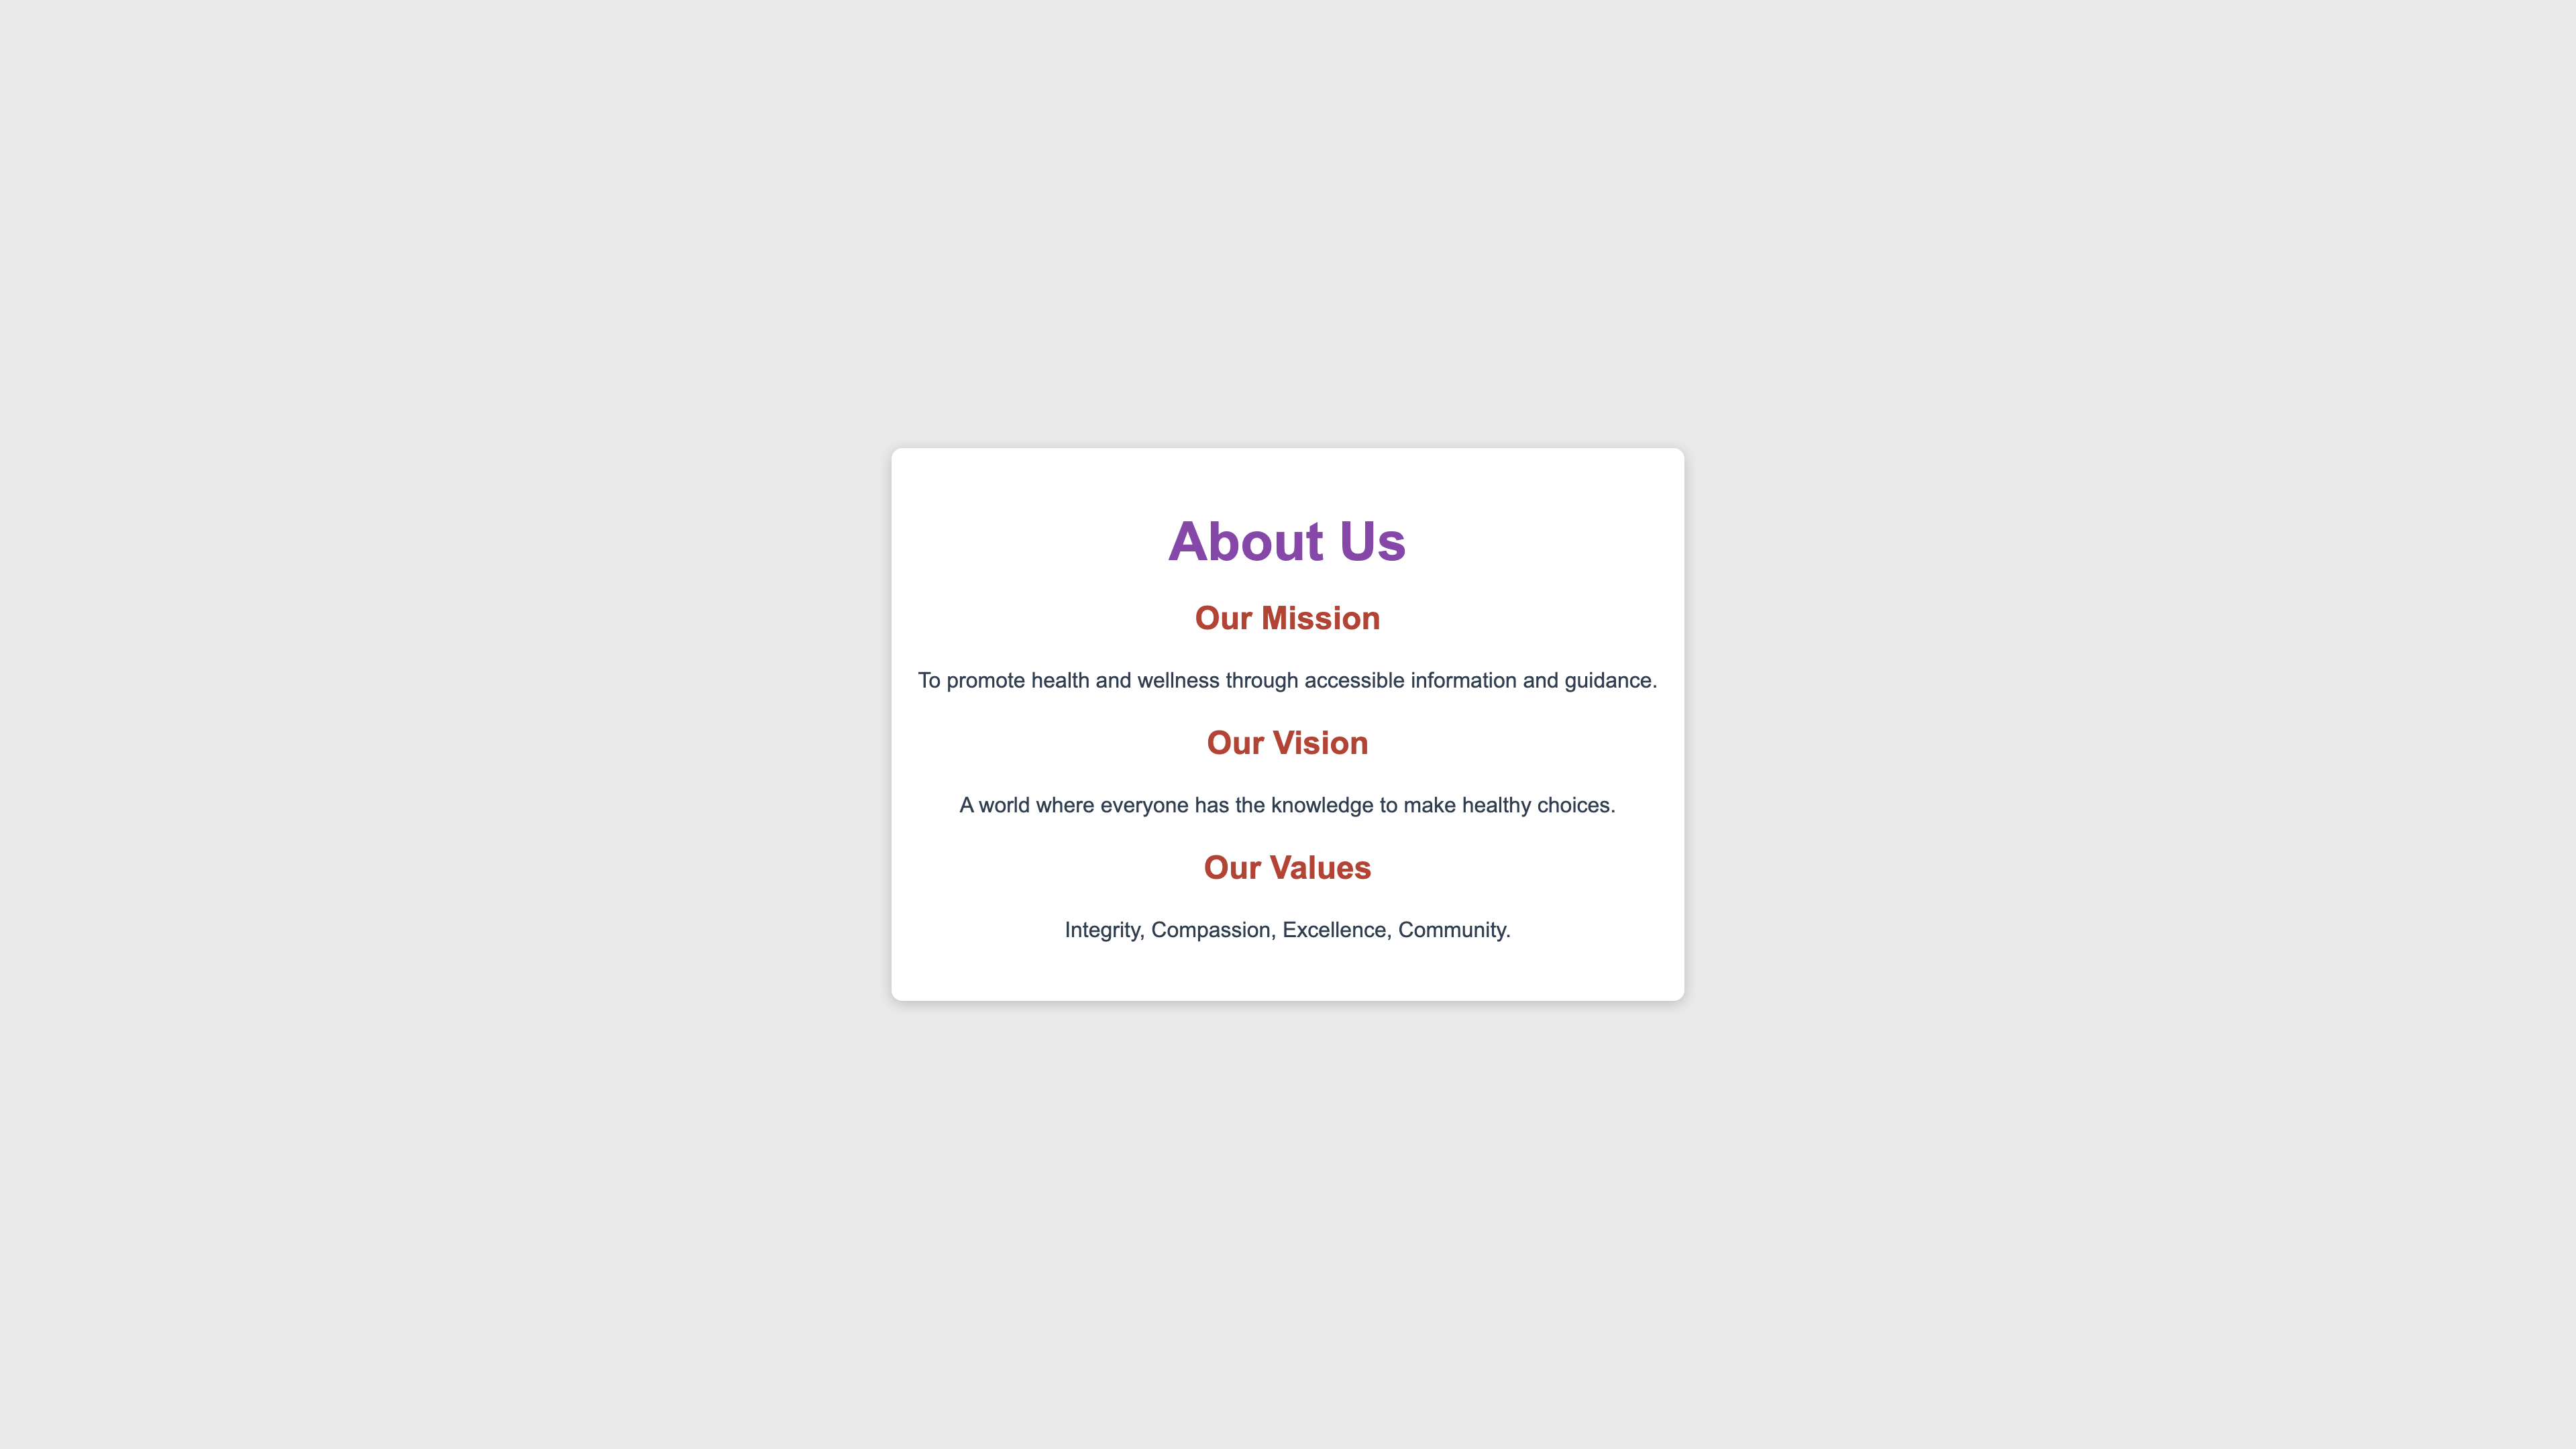 About Us
Our Mission
To promote health and wellness through accessible information and guidance.
Our Vision
A world where everyone has the knowledge to make healthy choices.
Our Values
Integrity, Compassion, Excellence, Community.